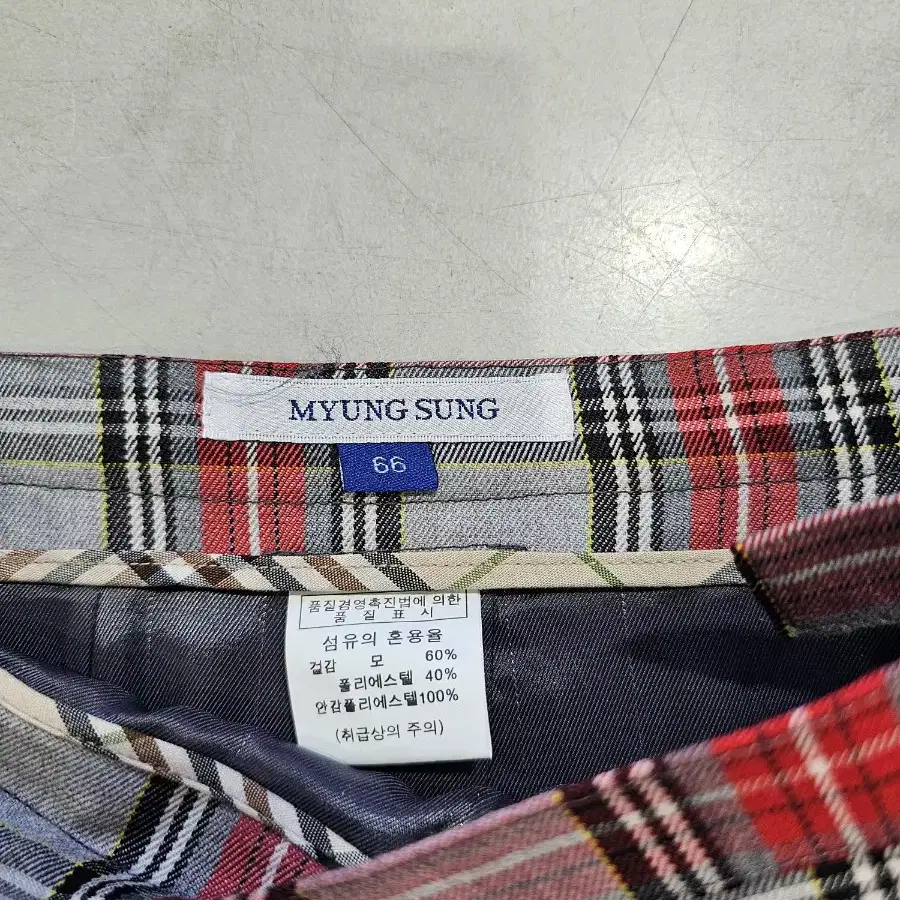 MYUNG SUNG
66
품질경영촉진법에 의한
품 질 표 시
섬유의 혼용율
겉감 모 60%
폴리에스텔 40%
안감폴리에스텔100%
(취급상의 주의)